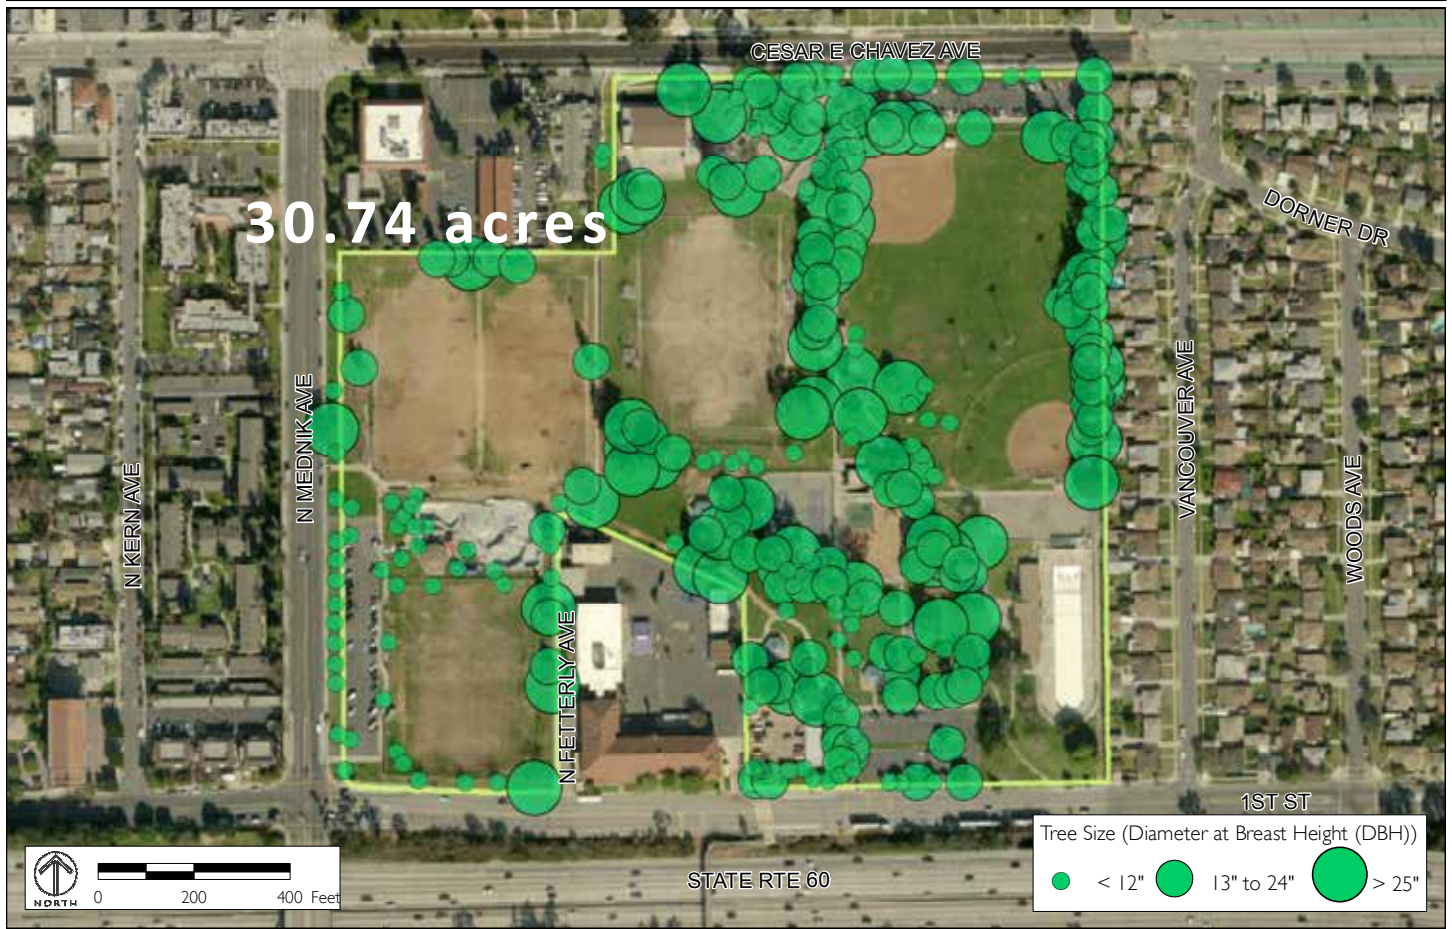 CESAR E CHAVEZ AVE
30.74 acres
DORNER DR
N KERN AVE
N MEDNIK AVE
N FETTERLY AVE
VANCOUVER AVE
WOODS AVE
1ST ST
STATE RTE 60
NORTH
0 200 400 Feet
Tree Size (Diameter at Breast Height (DBH))
< 12" 13" to 24" > 25"